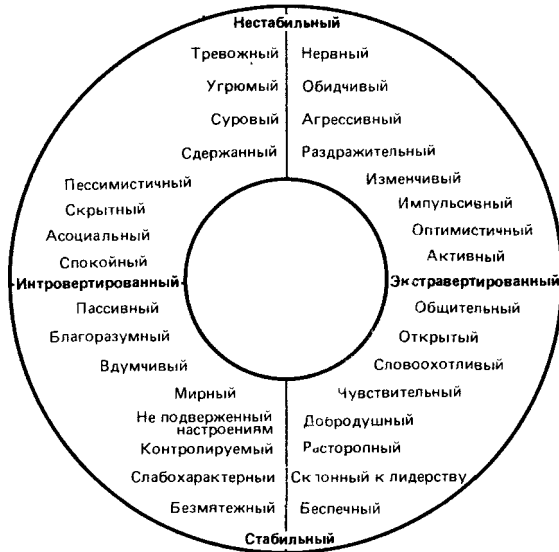 Нестабильный
Тревожный
Нервный
Угрюмый
Обидчивый
Суровый
Агрессивный
Сдержанный
Раздражительный
Пессимистичный
Изменчивый
Скрытный
Импульсивный
Асоциальный
Оптимистичный
Спокойный
Активный
Интровертированный
Экстравертированный
Пассивный
Общительный
Благоразумный
Открытый
Вдумчивый
Словоохотливый
Мирный
Чувствительный
Не подверженный
настроениям
Добродушный
Контролируемый
Расторопный
Слабохарактерный
Склонный к лидерству
Безмятежный
Беспечный
Стабильный